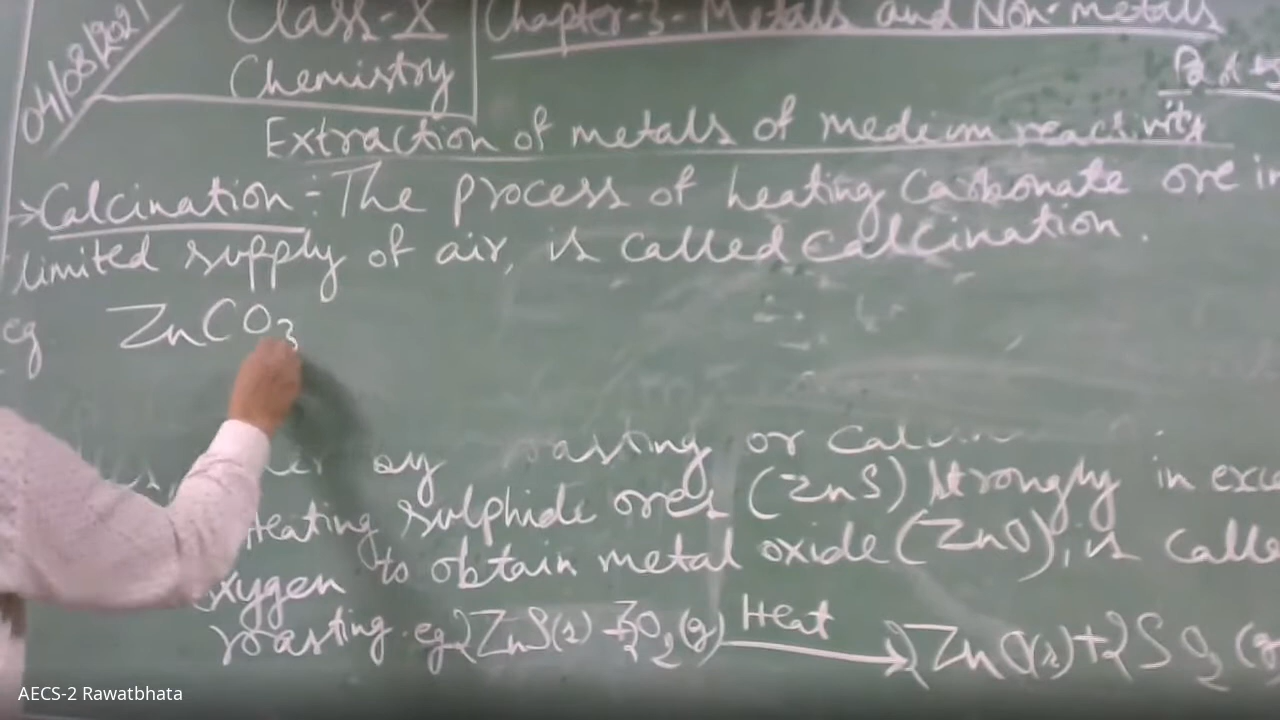 04/08/2021
Class-X
Chemistry
Chapter-3- Metals and Non-metals
Extraction of metals of medium reactivity
→Calcination:- The process of heating Carbonate ore in
limited supply of air, is called calcination.
eg ZnCO3
by roasting or
Heating sulphide ores (ZnS) strongly in
oxygen to obtain metal oxide (ZnO), is
roasting. eg 2ZnS(s) + 3O2(g) Heat → 2ZnO(s)+2SO2(g
AECS-2 Rawatbhata